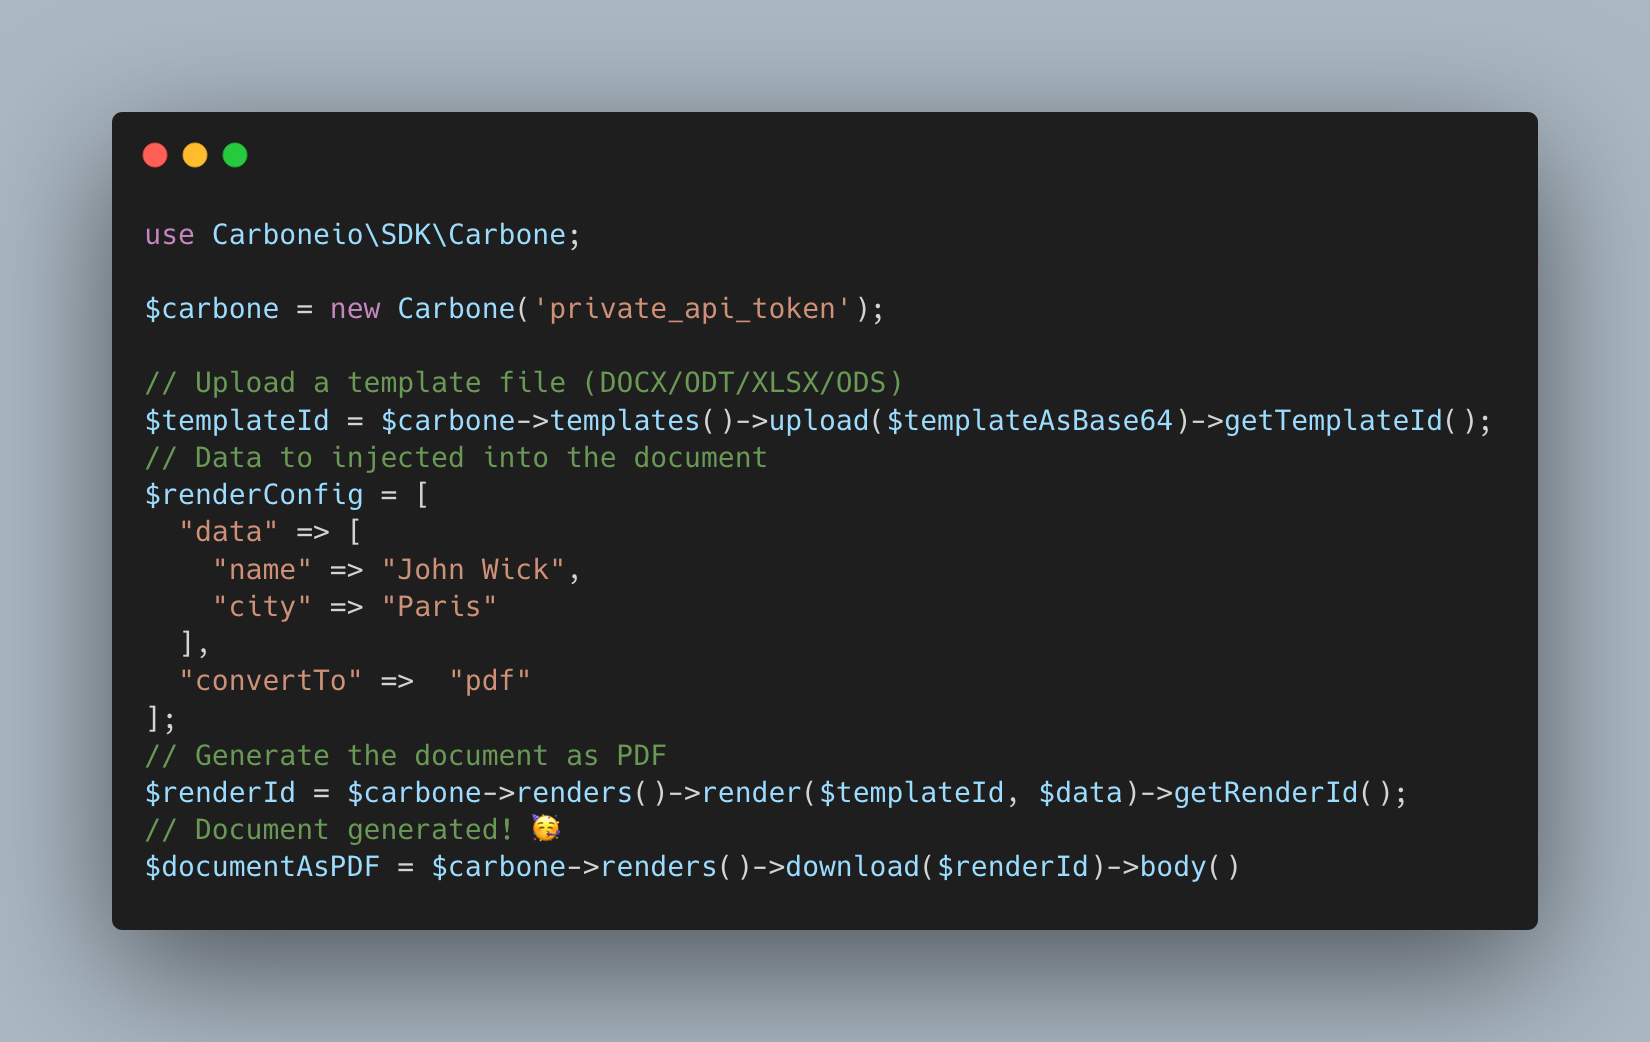 use Carboneio\SDK\Carbone;

$carbone = new Carbone('private_api_token');

// Upload a template file (DOCX/ODT/XLSX/ODS)
$templateId = $carbone->templates()->upload($templateAsBase64)->getTemplateId();
// Data to injected into the document
$renderConfig = [
  "data" => [
    "name" => "John Wick",
    "city" => "Paris"
  ],
  "convertTo" =>  "pdf"
];
// Generate the document as PDF
$renderId = $carbone->renders()->render($templateId, $data)->getRenderId();
// Document generated! 🥳
$documentAsPDF = $carbone->renders()->download($renderId)->body()